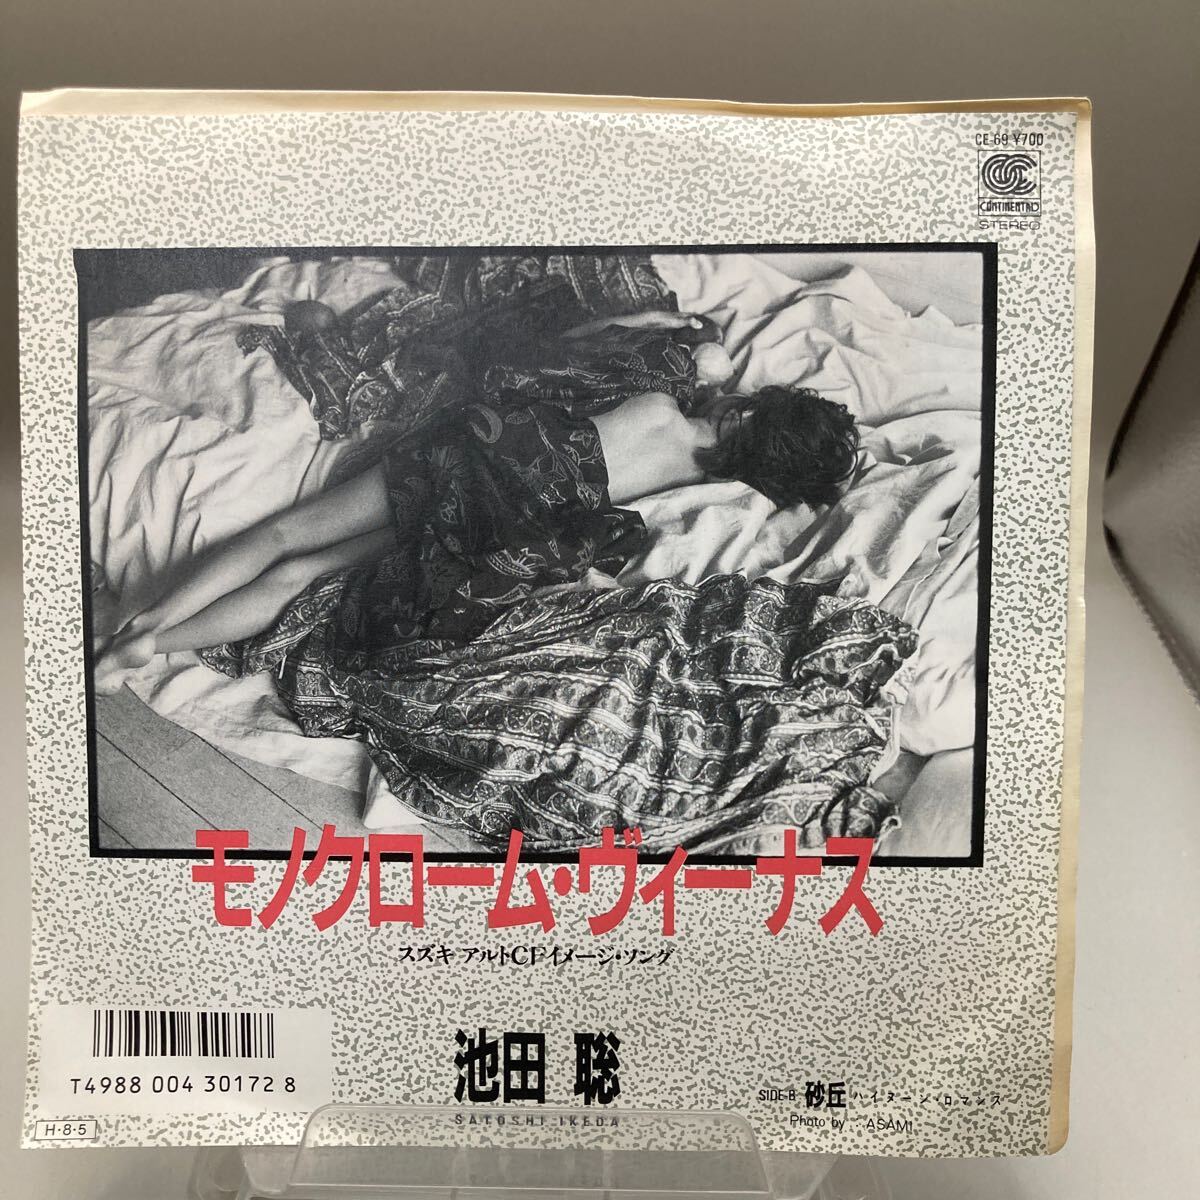 CE-69 ¥700
CONTINENTAL
STEREO
モノクローム・ヴィーナス
スズキ アルトCFイメージ・ソング
池田 聡
SATOSHI IKEDA
SIDE-B 砂丘 ハイヌーン・ロマンス
Photo by : ASAMI
T4988 004 30172 8
H・8・5